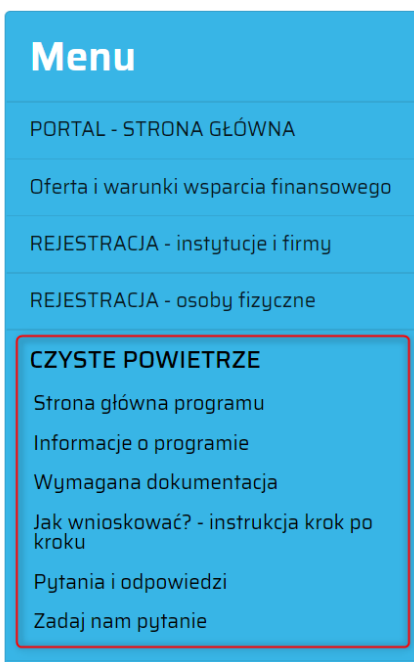 Menu
PORTAL - STRONA GŁÓWNA
Oferta i warunki wsparcia finansowego
REJESTRACJA - instytucje i firmy
REJESTRACJA - osoby fizyczne
CZYSTE POWIETRZE
Strona główna programu
Informacje o programie
Wymagana dokumentacja
Jak wnioskować? - instrukcja krok po
kroku
Pytania i odpowiedzi
Zadaj nam pytanie